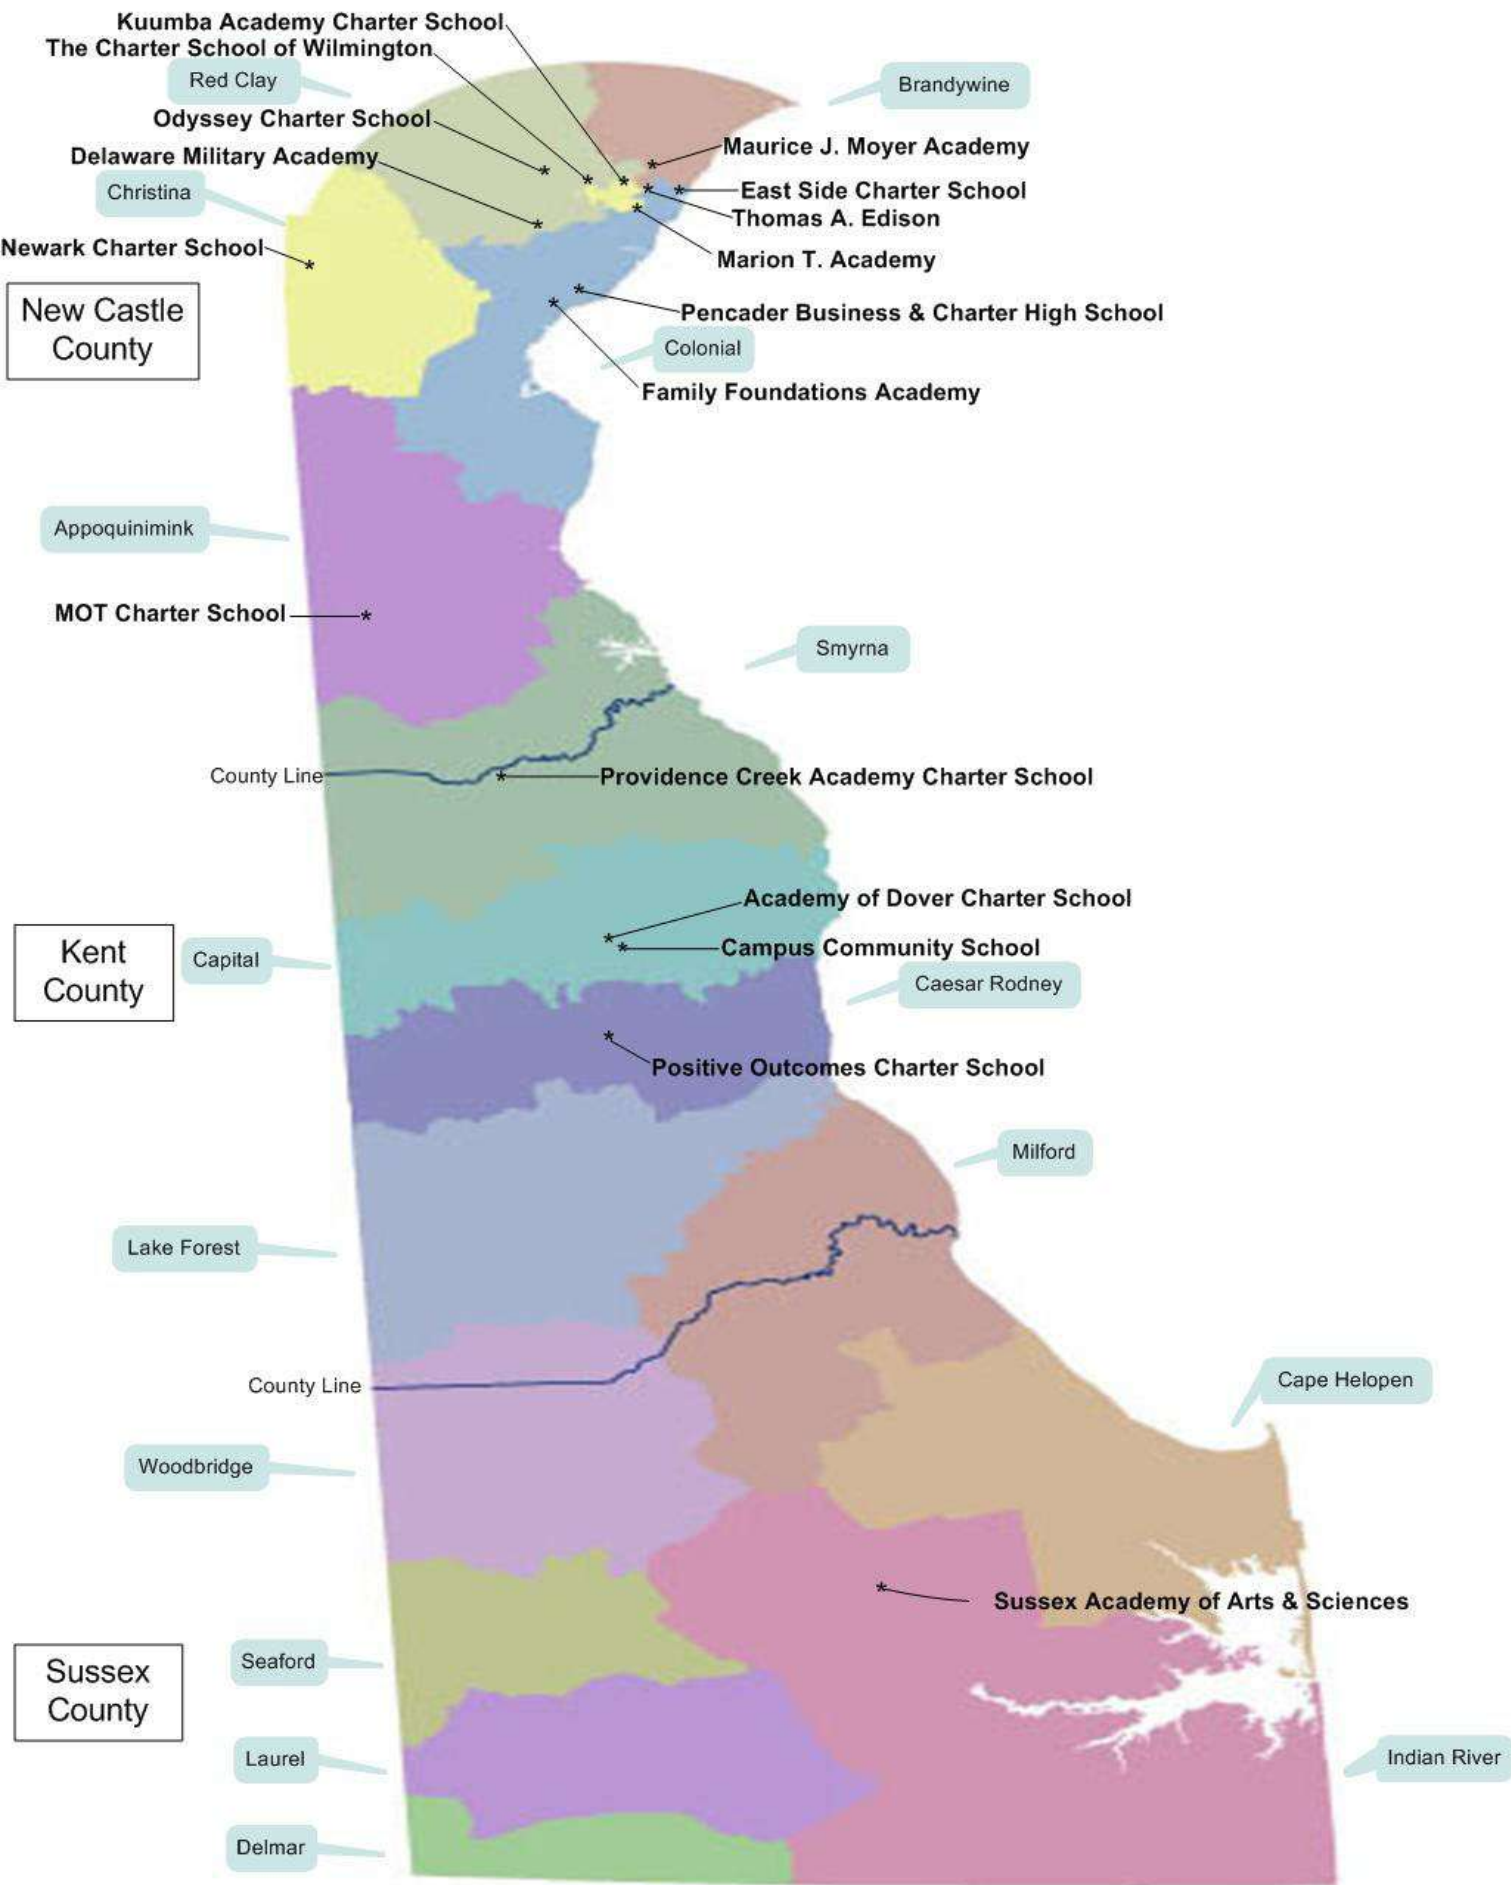 Kuumba Academy Charter School
The Charter School of Wilmington
Red Clay
Brandywine
Odyssey Charter School
Maurice J. Moyer Academy
Delaware Military Academy
Christina
East Side Charter School
Thomas A. Edison
Newark Charter School
Marion T. Academy
New Castle
County
Pencader Business & Charter High School
Colonial
Family Foundations Academy
Appoquinimink
MOT Charter School
Smyrna
County Line
Providence Creek Academy Charter School
Academy of Dover Charter School
Kent
County
Capital
Campus Community School
Caesar Rodney
Positive Outcomes Charter School
Milford
Lake Forest
County Line
Cape Helopen
Woodbridge
Sussex Academy of Arts & Sciences
Sussex
County
Seaford
Laurel
Indian River
Delmar